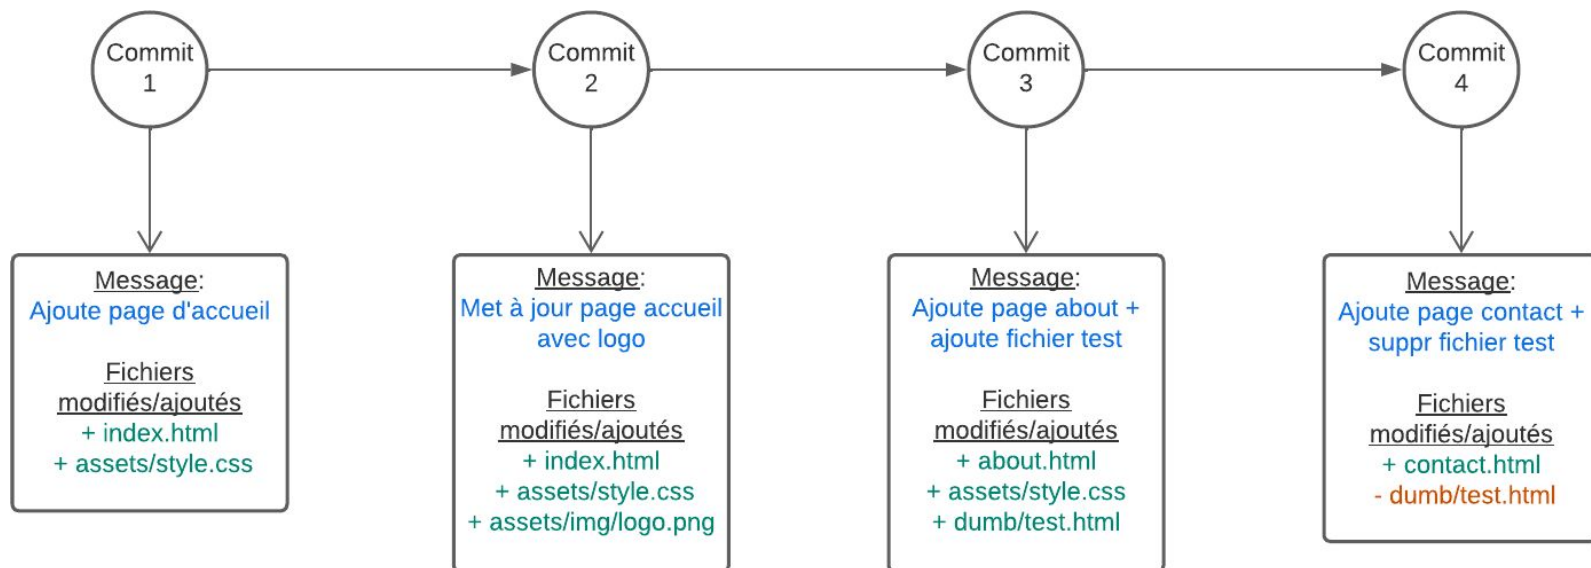 Commit
1
Commit
2
Commit
3
Commit
4
Message:
Ajoute page d'accueil
Fichiers
modifiés/ajoutés
+ index.html
+ assets/style.css
Message:
Met à jour page accueil
avec logo
Fichiers
modifiés/ajoutés
+ index.html
+ assets/style.css
+ assets/img/logo.png
Message:
Ajoute page about +
ajoute fichier test
Fichiers
modifiés/ajoutés
+ about.html
+ assets/style.css
+ dumb/test.html
Message:
Ajoute page contact +
suppr fichier test
Fichiers
modifiés/ajoutés
+ contact.html
- dumb/test.html